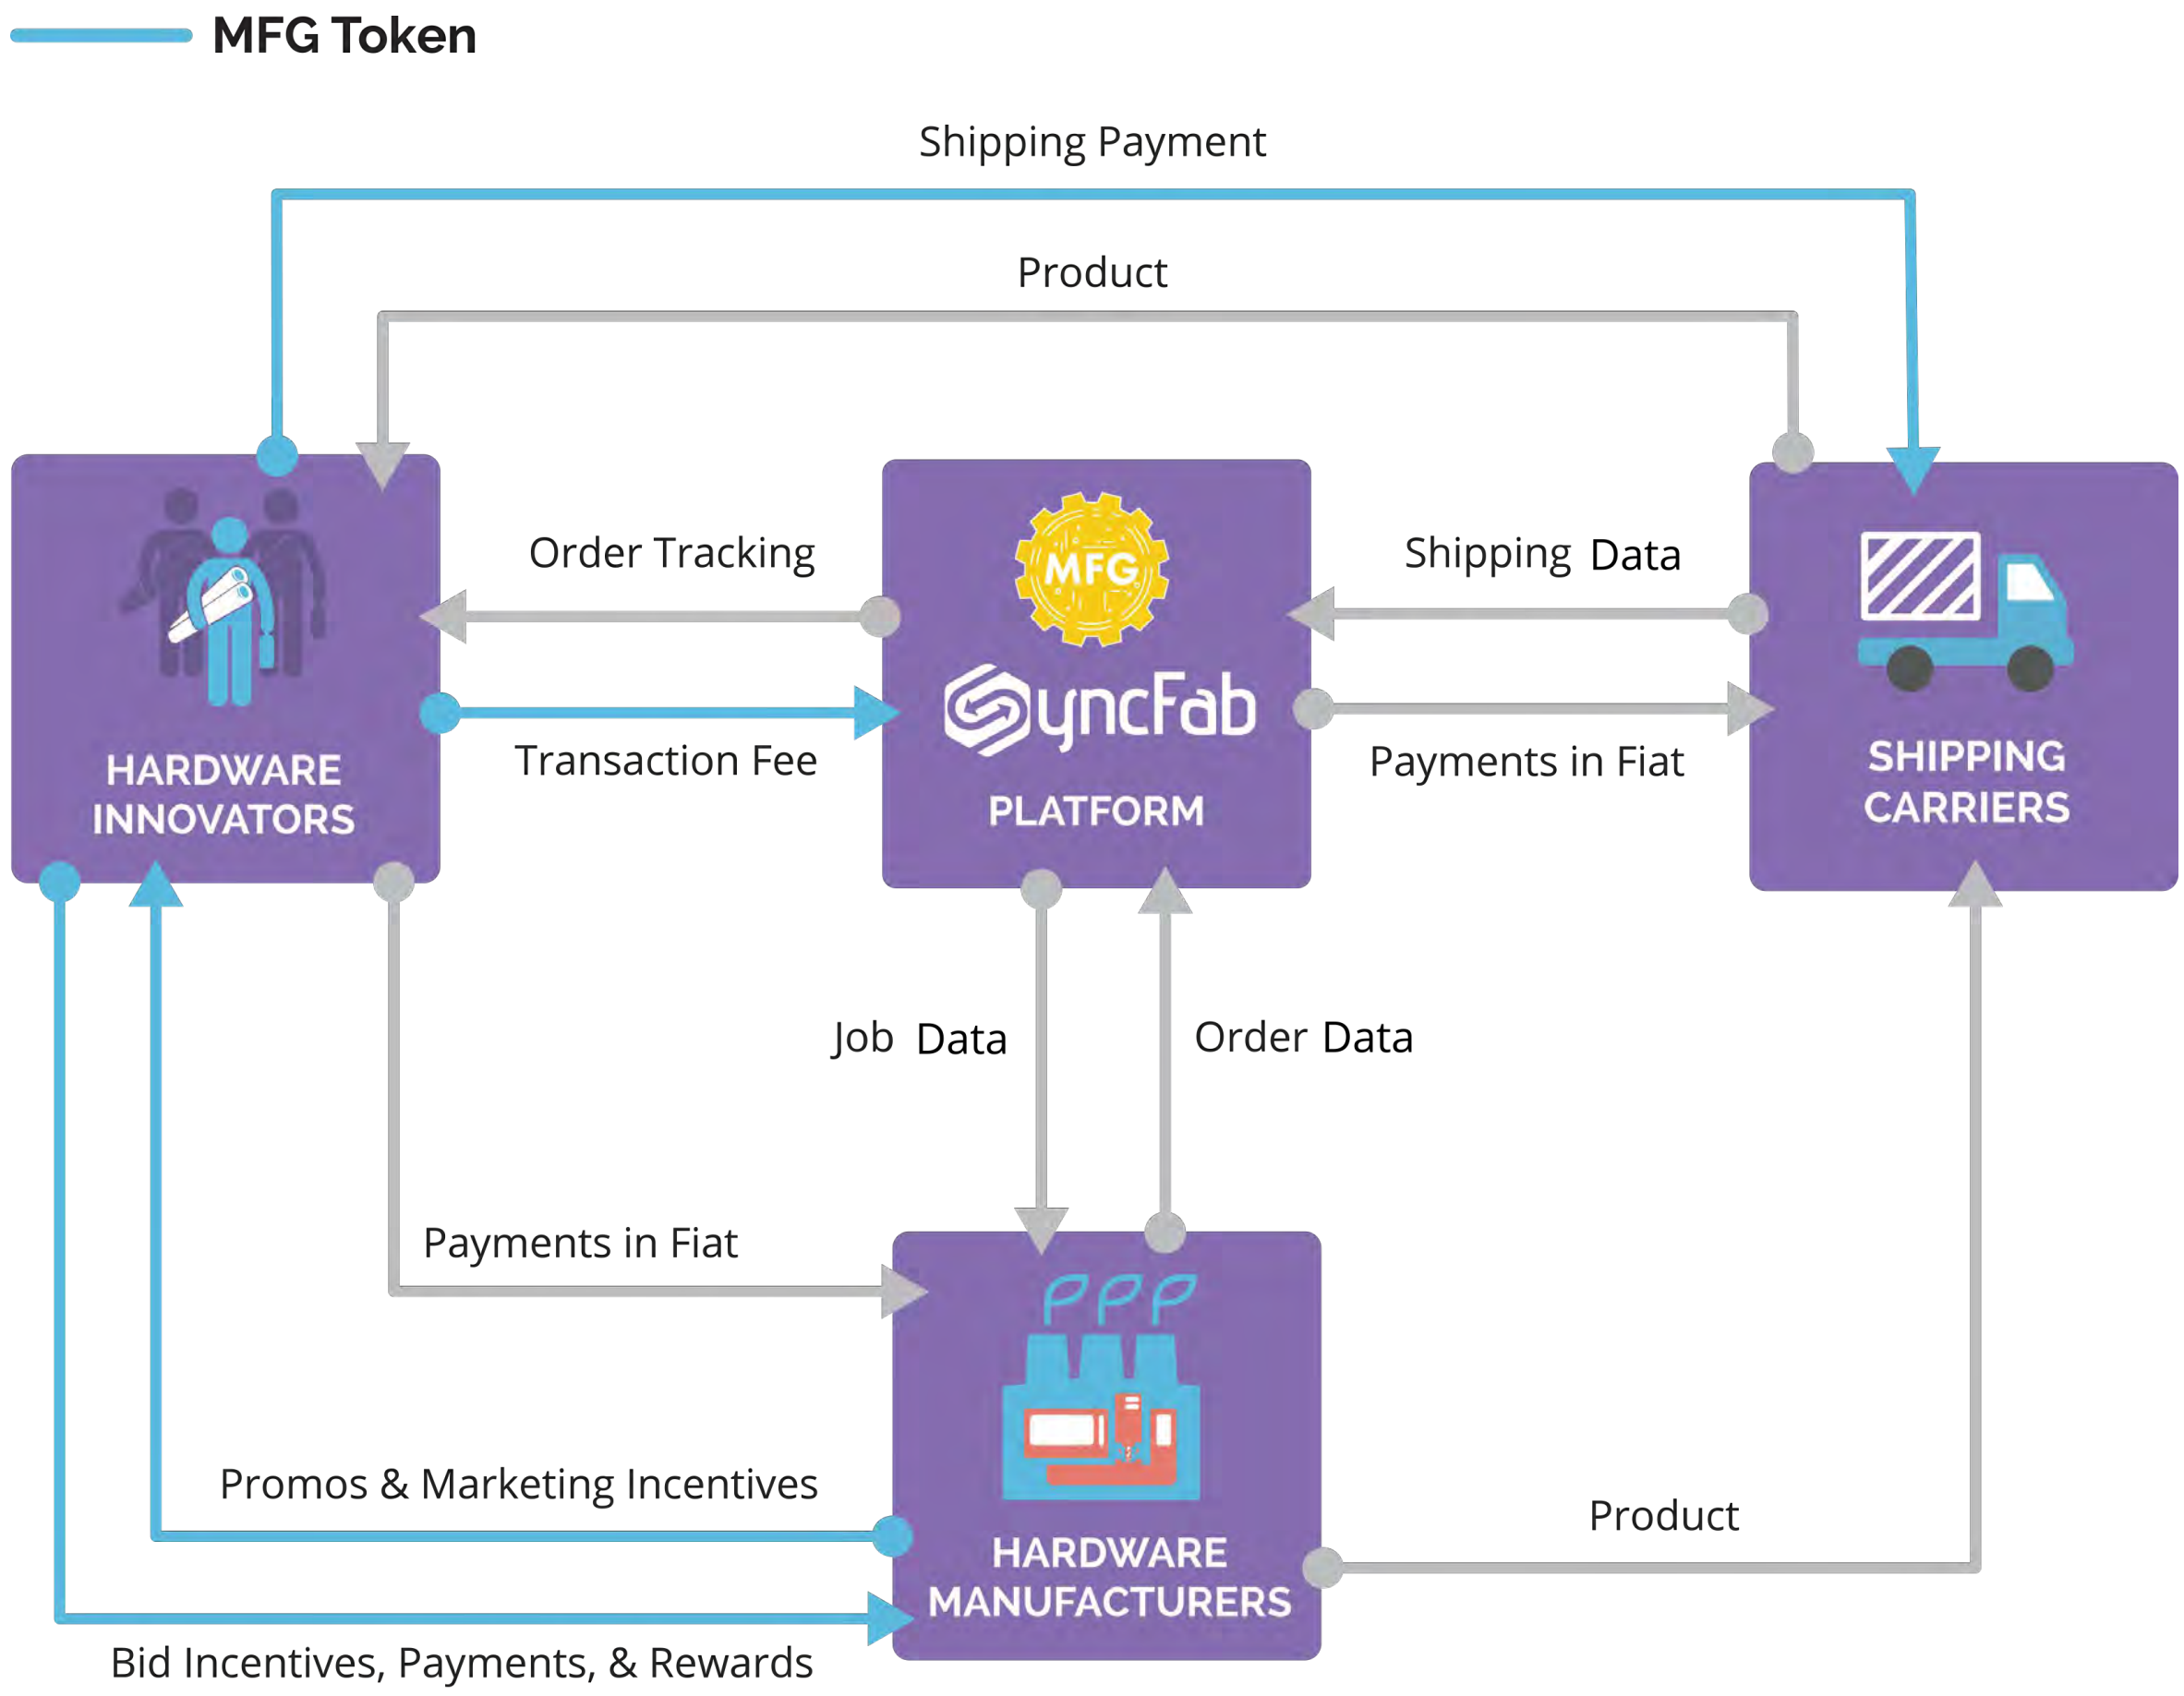 MFG Token
Shipping Payment
Product
Order Tracking
MFG
Shipping Data
SyncFab
Transaction Fee
Payments in Fiat
HARDWARE
INNOVATORS
PLATFORM
SHIPPING
CARRIERS
Job Data
Order Data
Payments in Fiat
Promos & Marketing Incentives
Product
HARDWARE
MANUFACTURERS
Bid Incentives, Payments, & Rewards